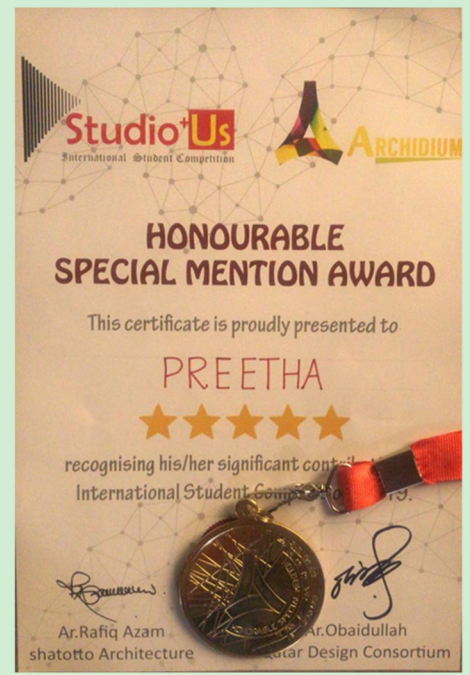 Studio+Us
International Student Competition
ARCHIDIUM
HONOURABLE
SPECIAL MENTION AWARD
This certificate is proudly presented to
PREETHA
recognising his/her significant
International Student
Ar.Rafiq Azam
shatotto Architecture
Ar.Obaidullah
Design Consortium